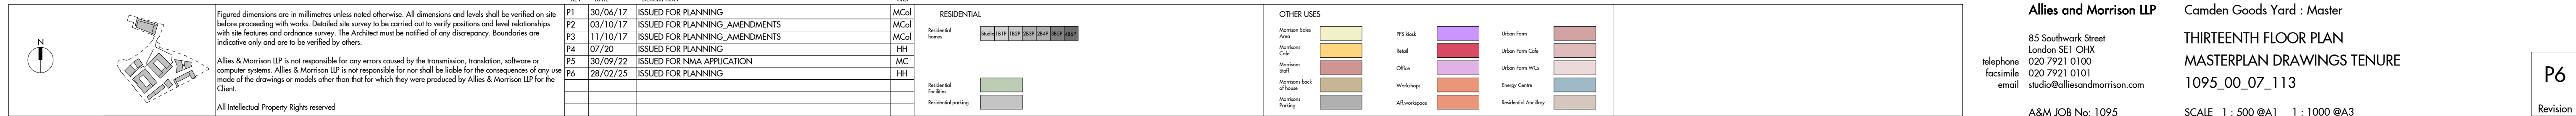 N
Figured dimensions are in millimetres unless noted otherwise. All dimensions and levels shall be verified on site
before proceeding with works. Detailed site survey to be carried out to verify positions and level relationships
with site features and ordnance survey. The Architect must be notified of any discrepancy. Boundaries are
indicative only and are to be verified by others.
Allies & Morrison LLP is not responsible for any errors caused by the transmission, translation, software or
computer systems. Allies & Morrison LLP is not responsible for nor shall be liable for the consequences of any use
made of the drawings or models other than that for which they were produced by Allies & Morrison LLP for the
Client.
All Intellectual Property Rights reserved
P1 30/06/17 ISSUED FOR PLANNING MCol
P2 03/10/17 ISSUED FOR PLANNING_AMENDMENTS MCol
P3 11/10/17 ISSUED FOR PLANNING_AMENDMENTS MCol
P4 07/20 ISSUED FOR PLANNING HH
P5 30/09/22 ISSUED FOR NMA APPLICATION MC
P6 28/02/25 ISSUED FOR PLANNING HH
RESIDENTIAL
Residential
homes
Studio 1B1P 1B2P 2B3P 2B4P 3B5P 4B6P
Residential
Facilities
Residential parking
OTHER USES
Morrison Sales
Area
Morrisons
Cafe
Morrisons
Staff
Morrisons back
of house
Morrisons
Parking
PFS kiosk
Retail
Office
Workshops
Aff.workspace
Urban Farm
Urban Farm Cafe
Urban Farm WCs
Energy Centre
Residential Ancillary
Allies and Morrison LLP
85 Southwark Street
London SE1 OHX
telephone 020 7921 0100
facsimile 020 7921 0101
email studio@alliesandmorrison.com
A&M JOB No: 1095
Camden Goods Yard : Master
THIRTEENTH FLOOR PLAN
MASTERPLAN DRAWINGS TENURE
1095_00_07_113
SCALE 1 : 500 @A1 1 : 1000 @A3
P6
Revision